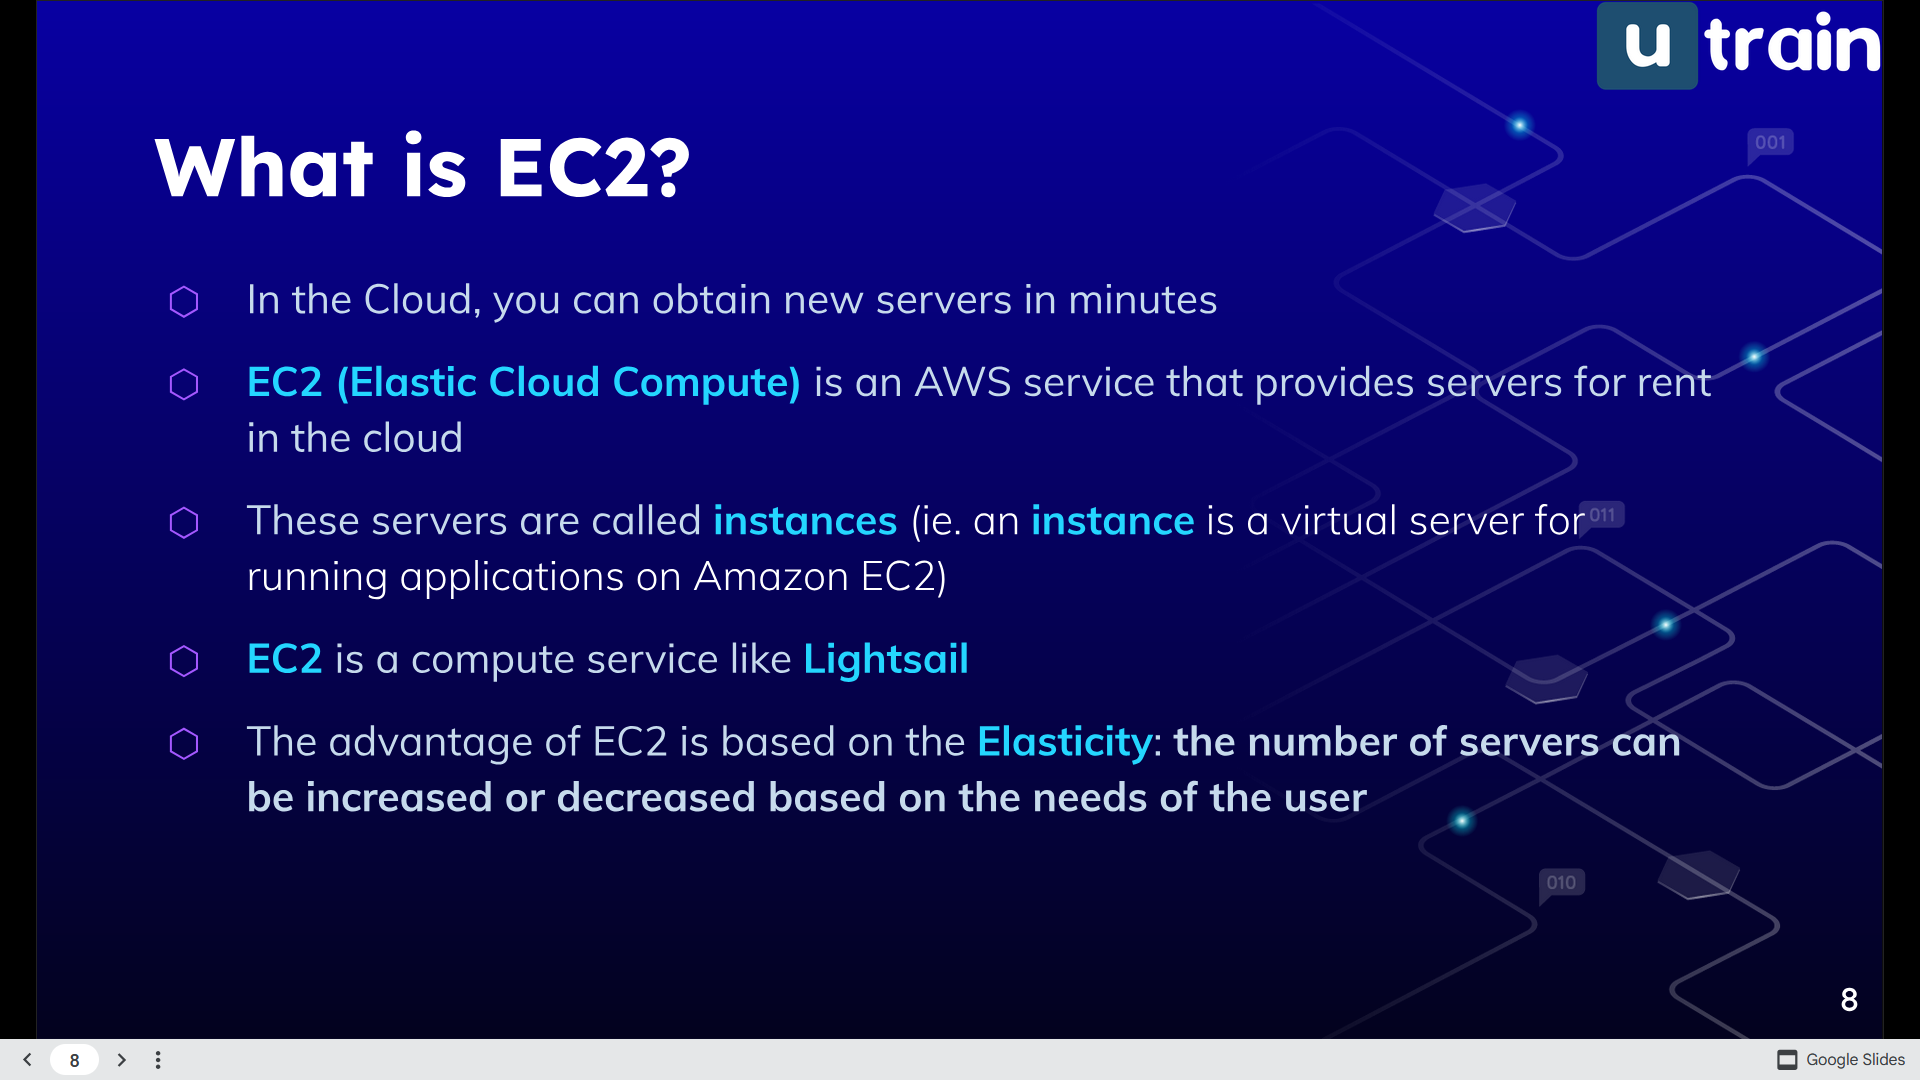 u train
001
What is EC2?
In the Cloud, you can obtain new servers in minutes
EC2 (Elastic Cloud Compute) is an AWS service that provides servers for rent
in the cloud
These servers are called instances (ie. an instance is a virtual server for
011
running applications on Amazon EC2)
EC2 is a compute service like Lightsail
The advantage of EC2 is based on the Elasticity: the number of servers can
be increased or decreased based on the needs of the user
010
8
8
Google Slides